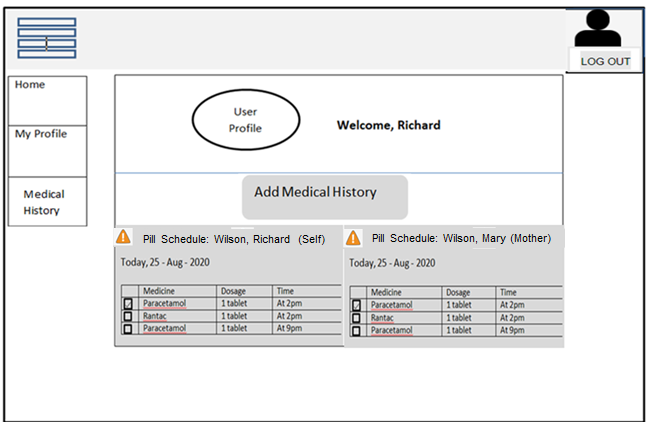 LOG OUT
Home
My Profile
Medical
History
User
Profile
Welcome, Richard
Add Medical History
Pill Schedule: Wilson, Richard (Self)
Today, 25 - Aug - 2020
Medicine Dosage Time
Paracetamol 1 tablet At 2pm
Rantac 1 tablet At 2pm
Paracetamol 1 tablet At 9pm
Pill Schedule: Wilson, Mary (Mother)
Today, 25 - Aug - 2020
Medicine Dosage Time
Paracetamol 1 tablet At 2pm
Rantac 1 tablet At 2pm
Paracetamol 1 tablet At 9pm